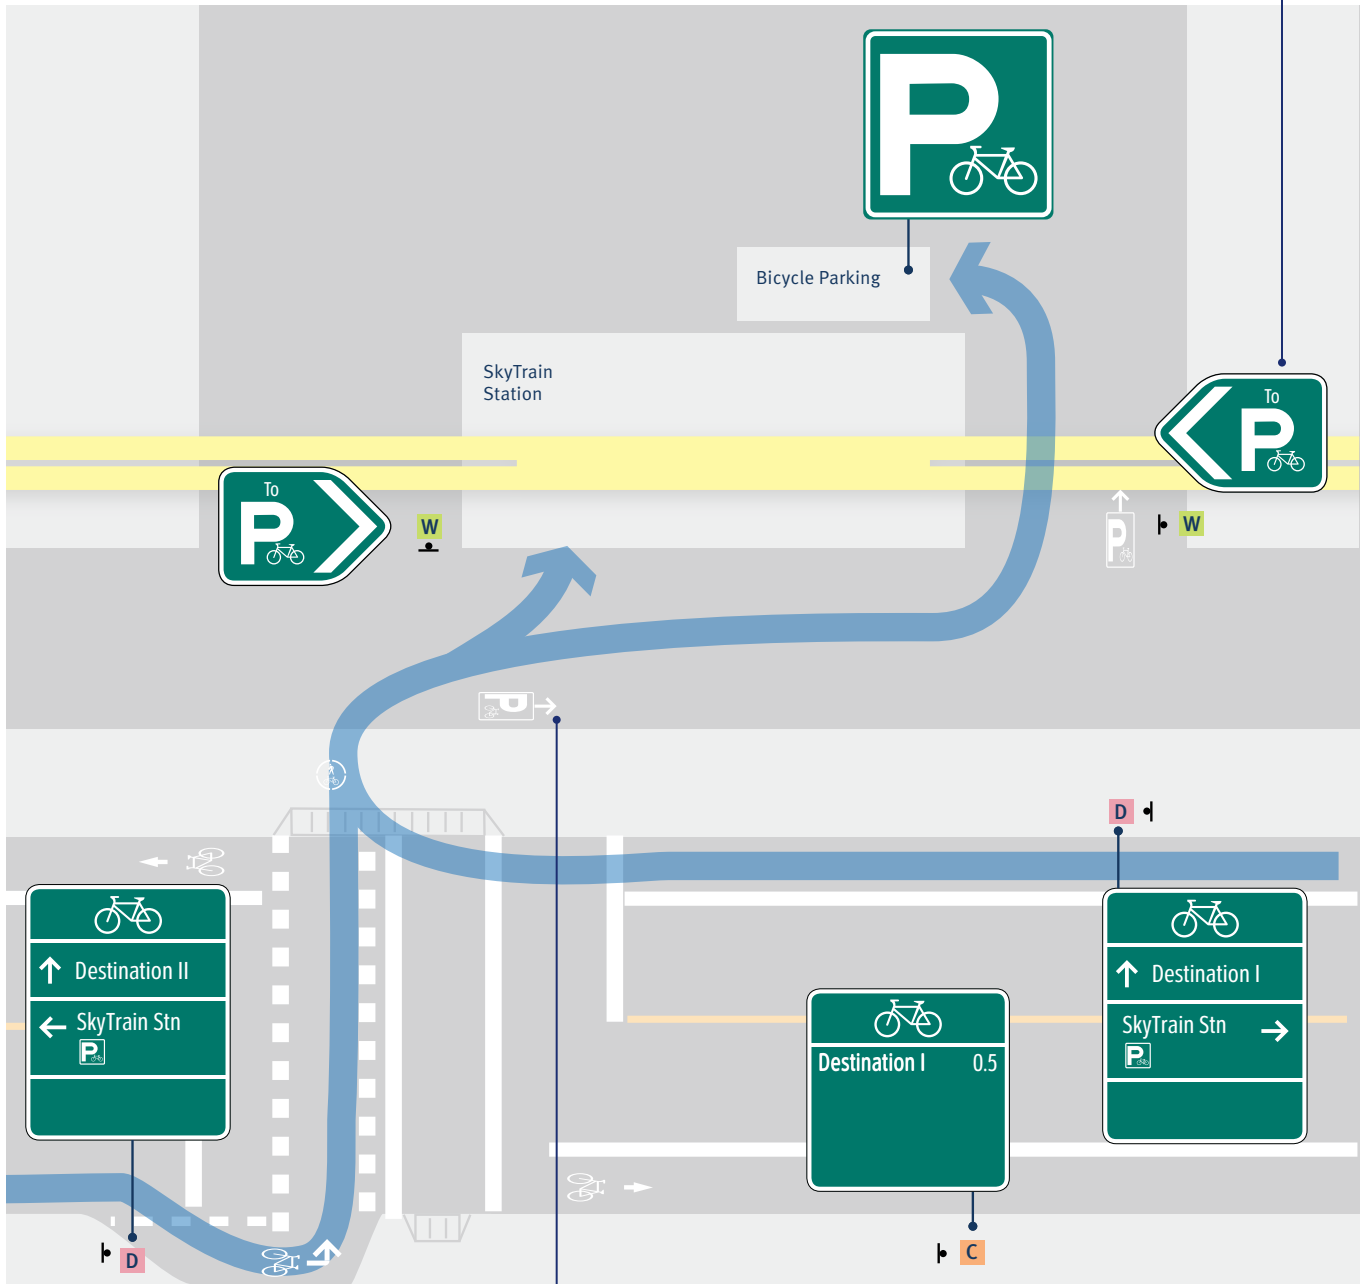 P
Bicycle Parking
SkyTrain
Station
To
P
To
P
W
W
P
P
D
Destination II
SkyTrain Stn
P
Destination I
SkyTrain Stn
P
Destination I 0.5
D
C